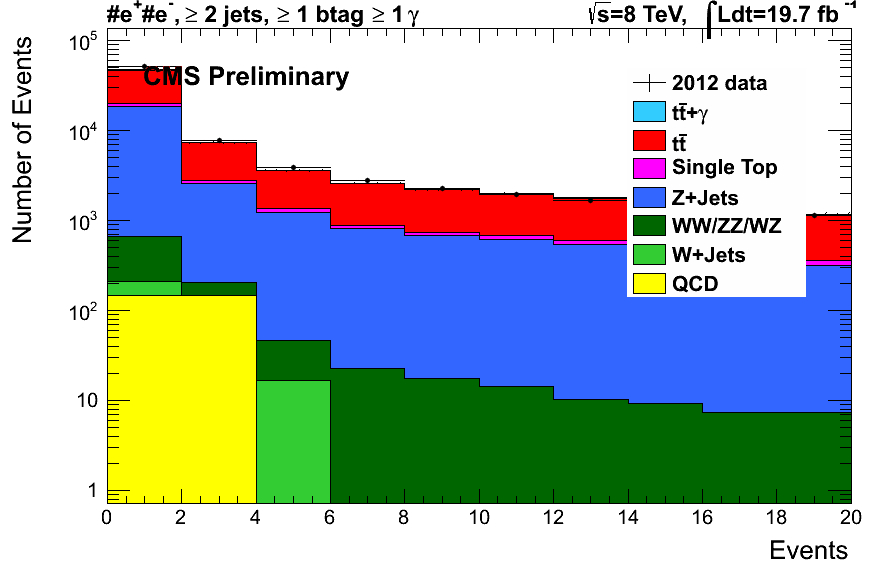 #e⁺#e⁻, ≥ 2 jets, ≥ 1 btag ≥ 1 γ
√s=8 TeV, ∫Ldt=19.7 fb⁻¹
CMS Preliminary
Number of Events
10⁵
10⁴
10³
10²
10
1
2012 data
tt̄+γ
tt̄
Single Top
Z+Jets
WW/ZZ/WZ
W+Jets
QCD
0 2 4 6 8 10 12 14 16 18 20
Events